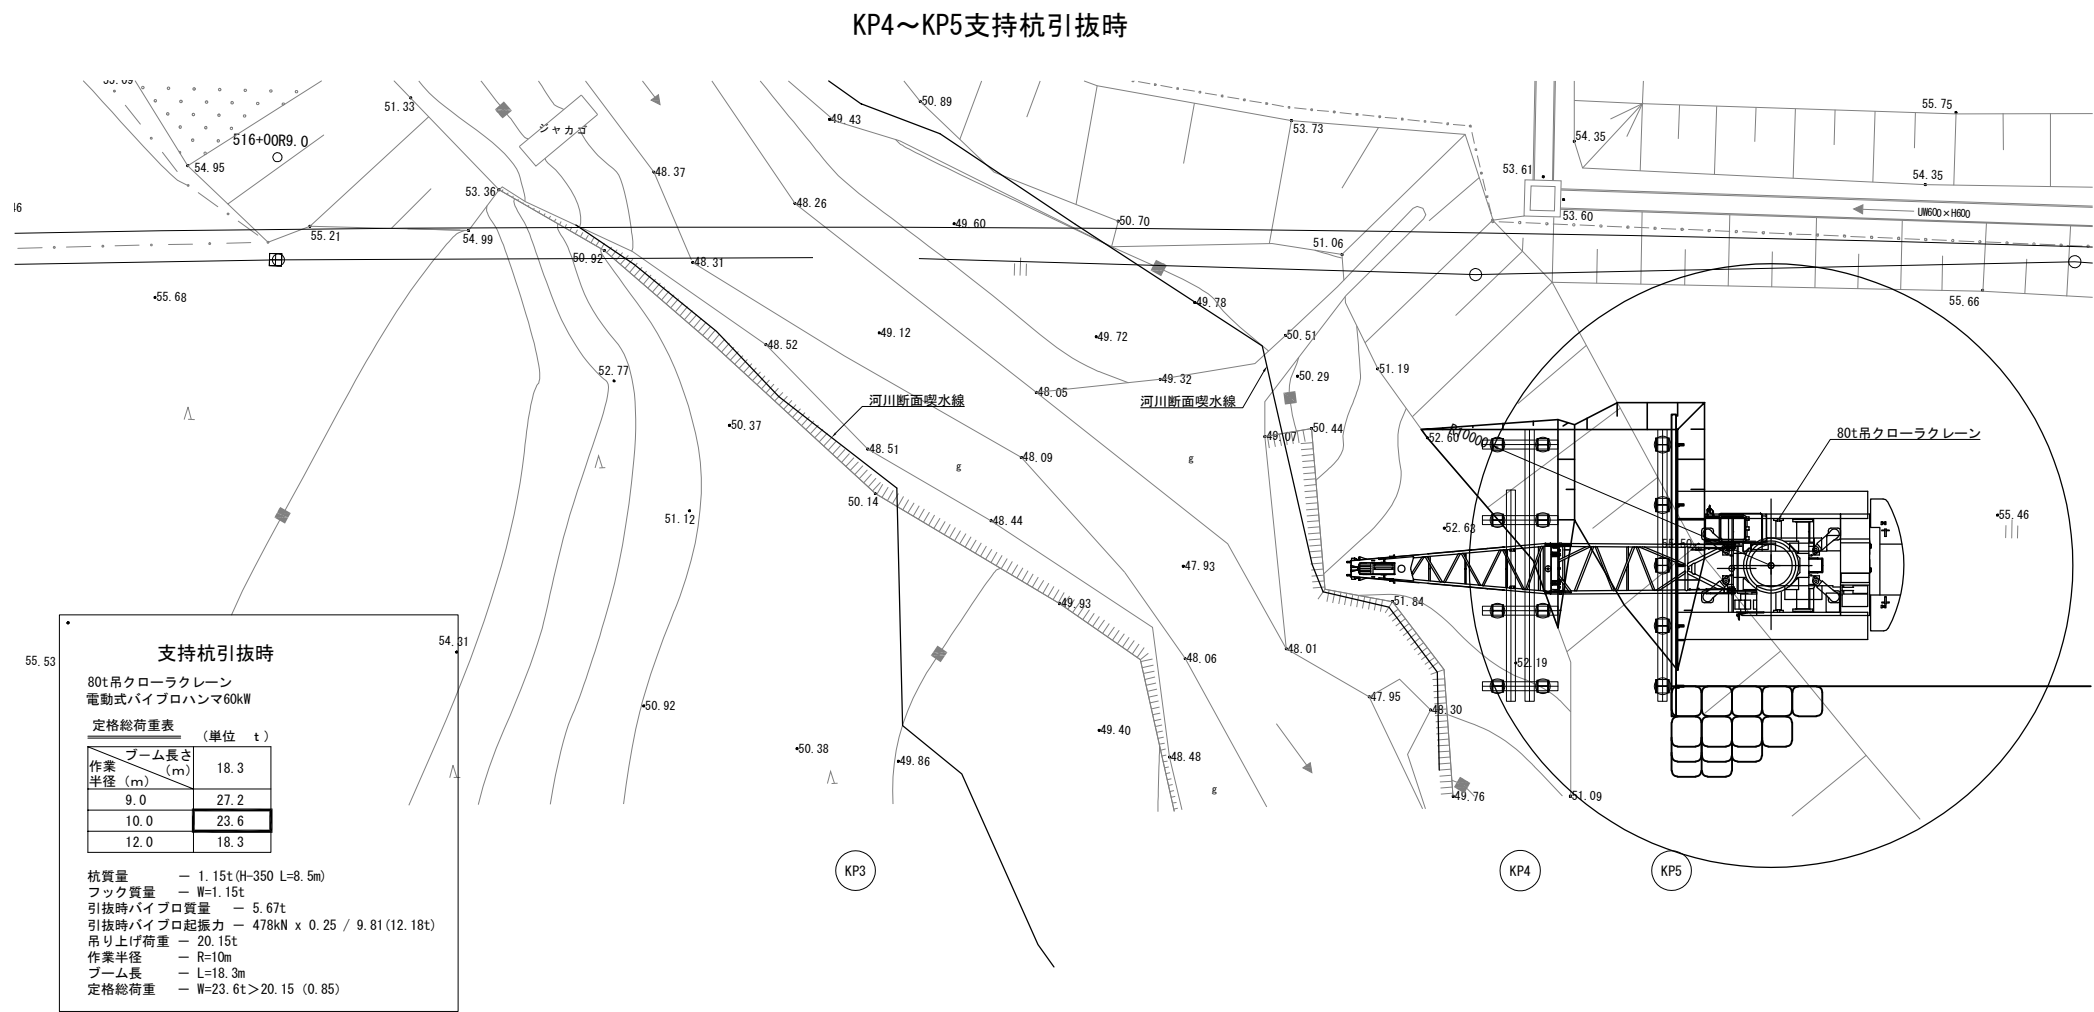 KP4～KP5支持杭引抜時
51.33
ジャカゴ
516+00R9.0
54.95
53.36
48.37
48.26
49.43
50.89
53.73
54.35
55.75
53.61
54.35
53.60
UW600×H600
46
55.21
54.99
50.92
48.31
49.60
50.70
51.06
55.68
49.78
55.66
49.12
49.72
50.51
48.52
52.77
49.32
50.29
51.19
48.05
河川断面喫水線
河川断面喫水線
50.37
50.44
49.07
52.60
R10000
80t吊クローラクレーン
48.51
48.09
g
g
50.14
51.12
48.44
52.63
55.46
47.93
49.93
51.84
54.31
55.53
48.06
48.01
52.19
47.95
48.30
50.92
49.40
50.38
49.86
48.48
g
49.76
51.09
KP3
KP4
KP5
支持杭引抜時
80t吊クローラクレーン
電動式バイブロハンマ60kW
定格総荷重表 （単位 t）
ブーム長さ（m）
作業半径（m）
18.3
9.0 27.2
10.0 23.6
12.0 18.3
杭質量 － 1.15t(H-350 L=8.5m)
フック質量 － W=1.15t
引抜時バイブロ質量 － 5.67t
引抜時バイブロ起振力 － 478kN x 0.25 / 9.81(12.18t)
吊り上げ荷重 － 20.15t
作業半径 － R=10m
ブーム長 － L=18.3m
定格総荷重 － W=23.6t＞20.15 (0.85)